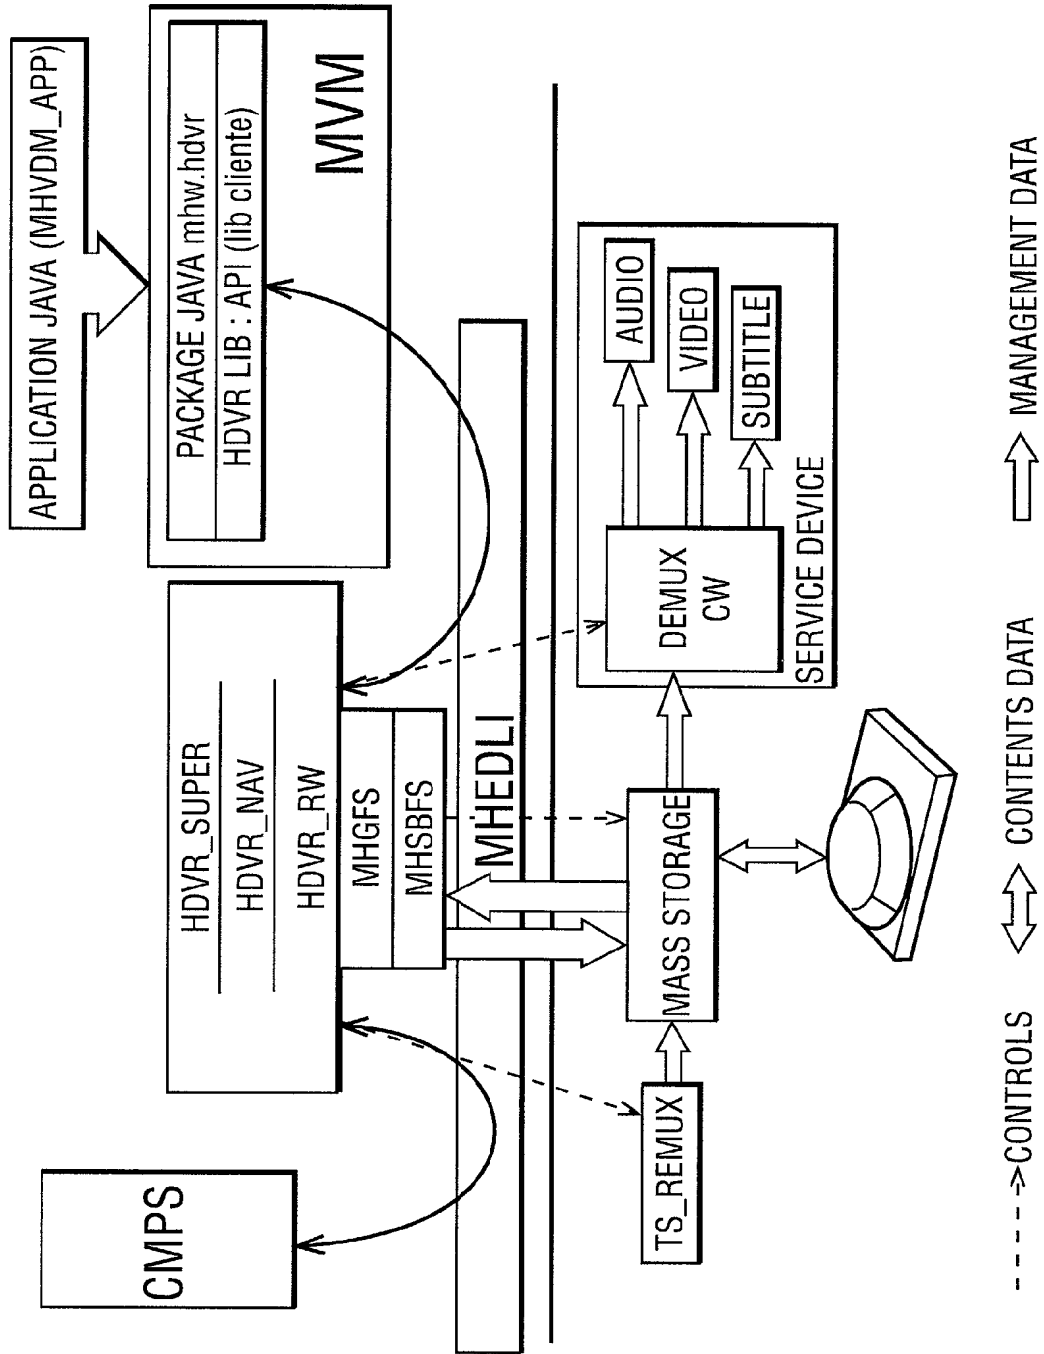 APPLICATION JAVA (MHVDM_APP)
PACKAGE JAVA mhw.hdvr
HDVR LIB : API (lib cliente)
MVM
HDVR_SUPER
HDVR_NAV
HDVR_RW
MHGFS
MHSBFS
CMPS
MHEDLI
TS_REMUX
MASS STORAGE
DEMUX
CW
AUDIO
VIDEO
SUBTITLE
SERVICE DEVICE
CONTROLS
CONTENTS DATA
MANAGEMENT DATA